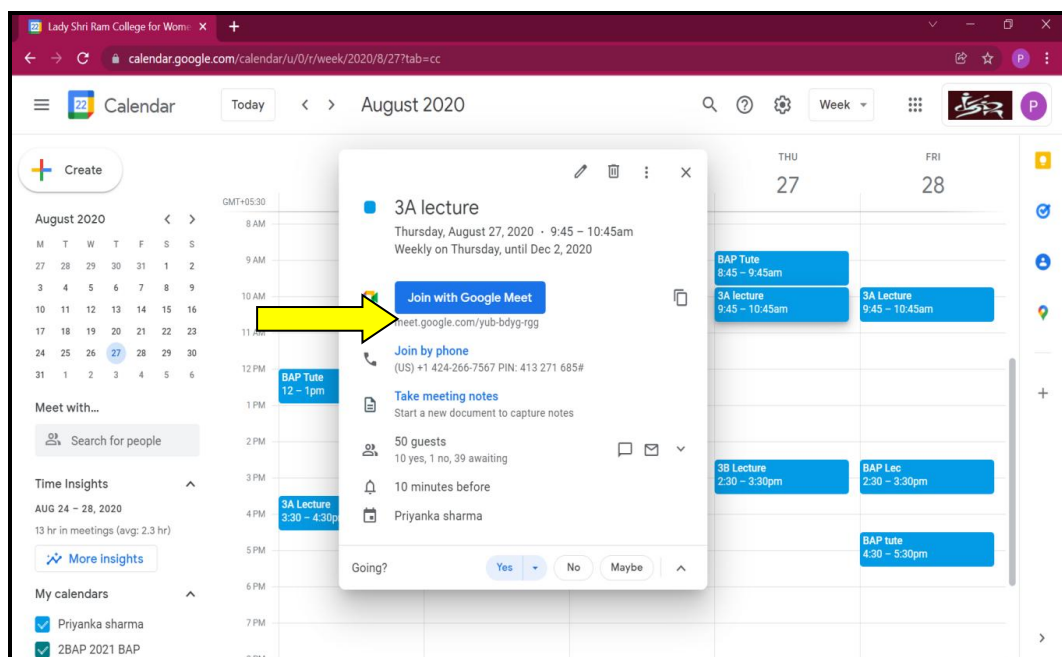 22 Lady Shri Ram College for Wome
calendar.google.com/calendar/u/0/r/week/2020/8/27?tab=cc
P
22 Calendar Today August 2020 Week P
Create
August 2020
M T W T F S S
27 28 29 30 31 1 2
3 4 5 6 7 8 9
10 11 12 13 14 15 16
17 18 19 20 21 22 23
24 25 26 27 28 29 30
31 1 2 3 4 5 6
Meet with...
Search for people
Time Insights
AUG 24 – 28, 2020
13 hr in meetings (avg: 2.3 hr)
More insights
My calendars
Priyanka sharma
2BAP 2021 BAP
GMT+05:30
8 AM
9 AM
10 AM
11 AM
12 PM
1 PM
2 PM
3 PM
4 PM
5 PM
6 PM
7 PM
BAP Tute
12 – 1pm
3A Lecture
3:30 – 4:30p
3A lecture
Thursday, August 27, 2020 · 9:45 – 10:45am
Weekly on Thursday, until Dec 2, 2020
Join with Google Meet
meet.google.com/yub-bdyg-rgg
Join by phone
(US) +1 424-266-7567 PIN: 413 271 685#
Take meeting notes
Start a new document to capture notes
50 guests
10 yes, 1 no, 39 awaiting
10 minutes before
Priyanka sharma
Going? Yes No Maybe
THU
27
BAP Tute
8:45 – 9:45am
3A lecture
9:45 – 10:45am
3B Lecture
2:30 – 3:30pm
FRI
28
3A Lecture
9:45 – 10:45am
BAP Lec
2:30 – 3:30pm
BAP tute
4:30 – 5:30pm